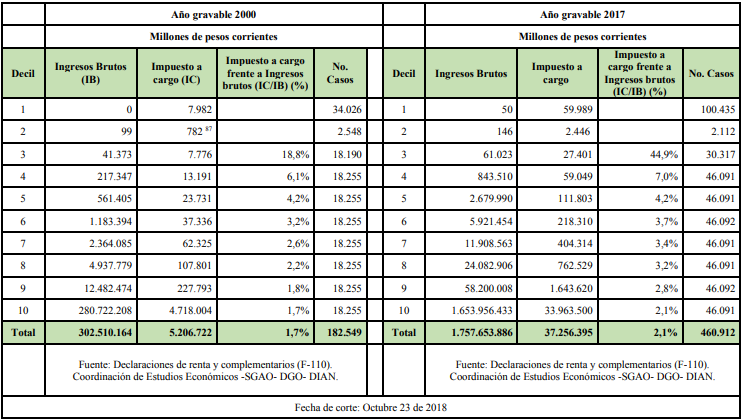 Año gravable 2000 Año gravable 2017
Millones de pesos corrientes Millones de pesos corrientes
Decil Ingresos Brutos (IB) Impuesto a cargo (IC) Impuesto a cargo frente a Ingresos brutos (IC/IB) (%) No. Casos Decil Ingresos Brutos Impuesto a cargo Impuesto a cargo frente a Ingresos brutos (IC/IB) (%) No. Casos
1 0 7.982 34.026 1 50 59.989 100.435
2 99 782 87 2.548 2 146 2.446 2.112
3 41.373 7.776 18,8% 18.190 3 61.023 27.401 44,9% 30.317
4 217.347 13.191 6,1% 18.255 4 843.510 59.049 7,0% 46.091
5 561.405 23.731 4,2% 18.255 5 2.679.990 111.803 4,2% 46.091
6 1.183.394 37.336 3,2% 18.255 6 5.921.454 218.310 3,7% 46.092
7 2.364.085 62.325 2,6% 18.255 7 11.908.563 404.314 3,4% 46.091
8 4.937.779 107.801 2,2% 18.255 8 24.082.906 762.529 3,2% 46.091
9 12.482.474 227.793 1,8% 18.255 9 58.200.008 1.643.620 2,8% 46.092
10 280.722.208 4.718.004 1,7% 18.255 10 1.653.956.433 33.963.500 2,1% 46.091
Total 302.510.164 5.206.722 1,7% 182.549 Total 1.757.653.886 37.256.395 2,1% 460.912
Fuente: Declaraciones de renta y complementarios (F-110).
Coordinación de Estudios Económicos -SGAO- DGO- DIAN.
Fuente: Declaraciones de renta y complementarios (F-110).
Coordinación de Estudios Económicos -SGAO- DGO- DIAN.
Fecha de corte: Octubre 23 de 2018